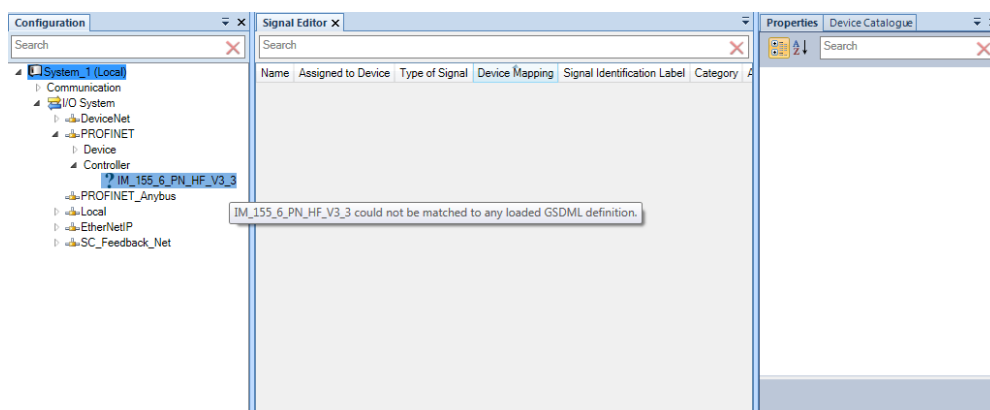 Configuration
Search
System_1 (Local)
Communication
I/O System
DeviceNet
PROFINET
Device
Controller
? IM_155_6_PN_HF_V3_3
PROFINET_Anybus
Local
EtherNetIP
SC_Feedback_Net
Signal Editor X
Search
Name Assigned to Device Type of Signal Device Mapping Signal Identification Label Category A
IM_155_6_PN_HF_V3_3 could not be matched to any loaded GSDML definition.
Properties Device Catalogue
Search